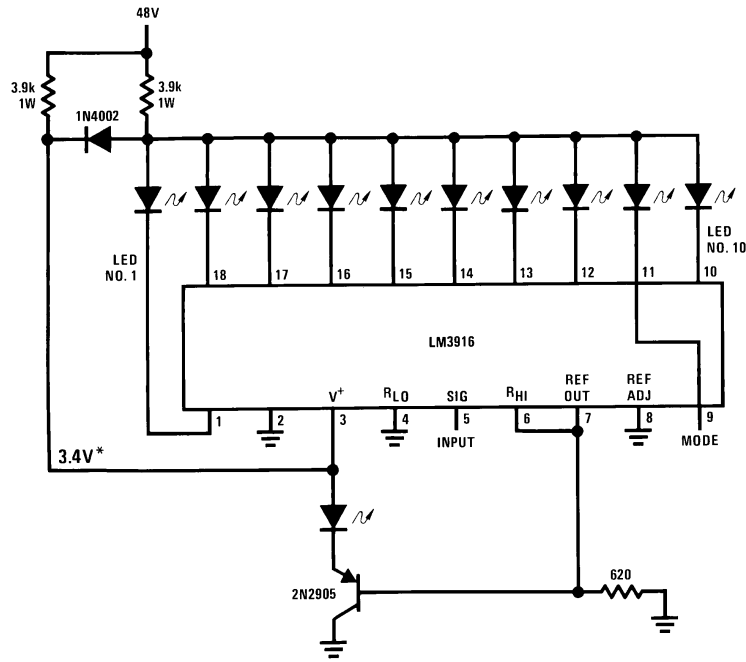 48V
3.9k
1W
3.9k
1W
1N4002
LED
NO. 1
LED
NO. 10
18
17
16
15
14
13
12
11
10
LM3916
V+
RLO
SIG
RHI
REF
OUT
REF
ADJ
1
2
3
4
5
6
7
8
9
INPUT
MODE
3.4V*
2N2905
620